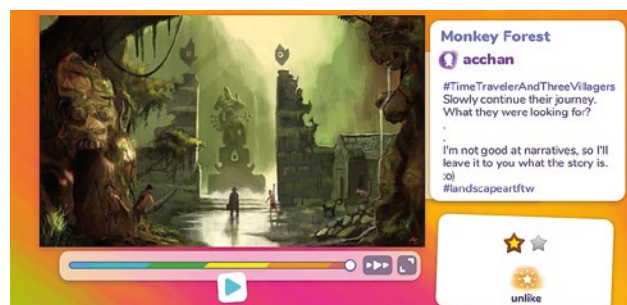 Monkey Forest
acchan
#TimeTravelerAndThreeVillagers
Slowly continue their journey.
What they were looking for?
.
.
I'm not good at narratives, so I'll
leave it to you what the story is.
:o)
#landscapeartftw
unlike